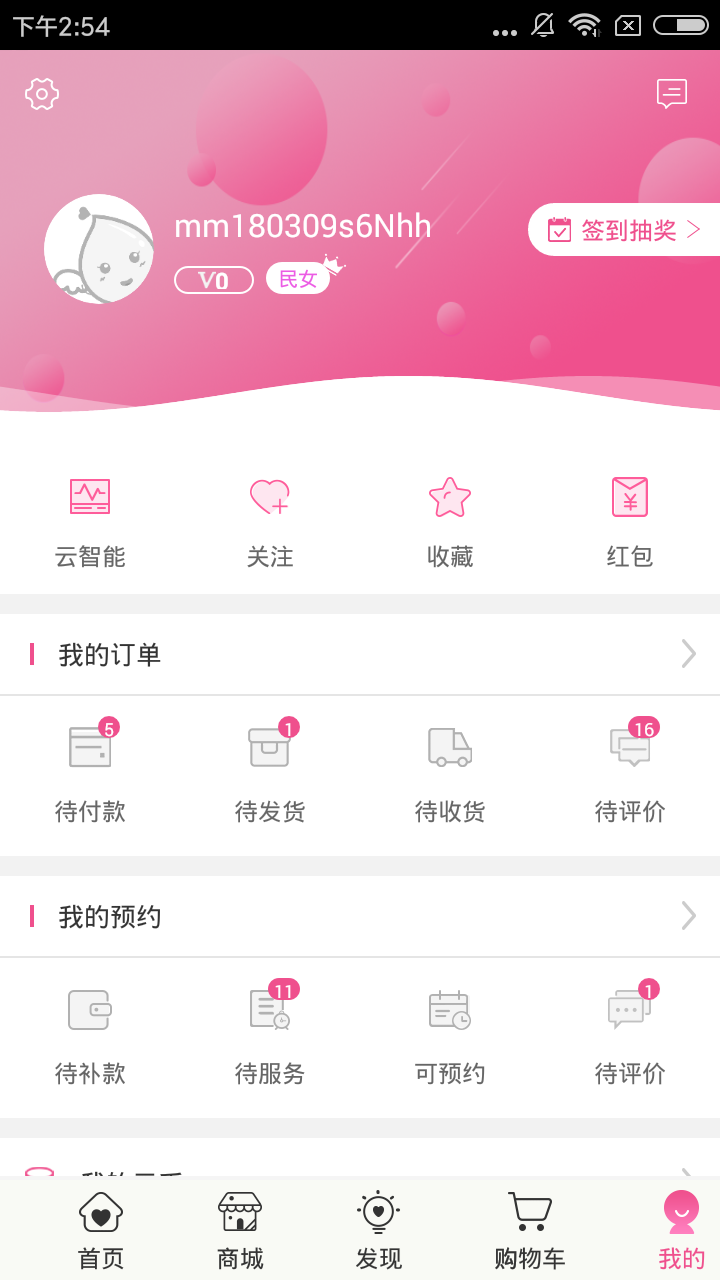 下午2:54
mm180309s6Nhh
签到抽奖
V0
民女
云智能
关注
收藏
红包
我的订单
5
1
16
待付款
待发货
待收货
待评价
我的预约
11
1
待补款
待服务
可预约
待评价
首页
商城
发现
购物车
我的